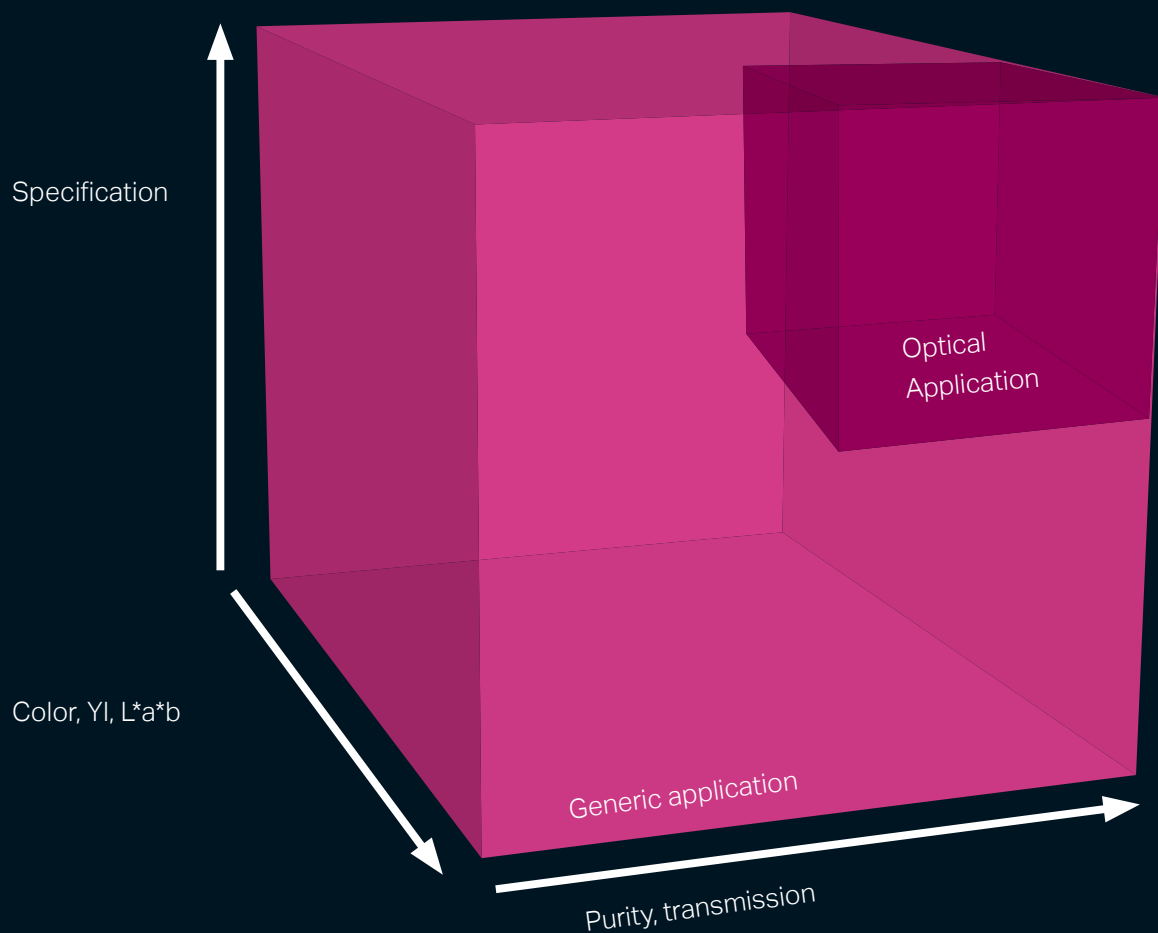 Specification
Optical
Application
Color, YI, L*a*b
Generic application
Purity, transmission